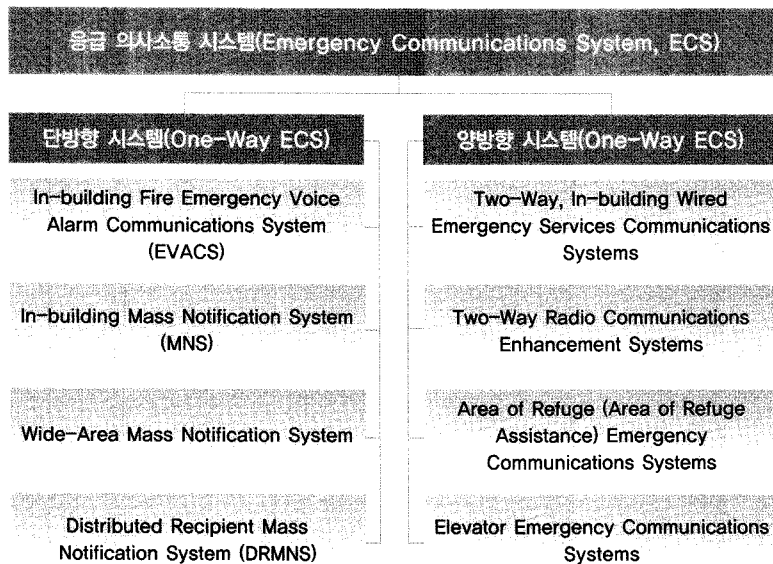 응급 의사소통 시스템(Emergency Communications System, ECS)
단방향 시스템(One-Way ECS)
In-building Fire Emergency Voice
Alarm Communications System
(EVACS)
In-building Mass Notification System
(MNS)
Wide-Area Mass Notification System
Distributed Recipient Mass
Notification System (DRMNS)
양방향 시스템(One-Way ECS)
Two-Way, In-building Wired
Emergency Services Communications
Systems
Two-Way Radio Communications
Enhancement Systems
Area of Refuge (Area of Refuge
Assistance) Emergency
Communications Systems
Elevator Emergency Communications
Systems